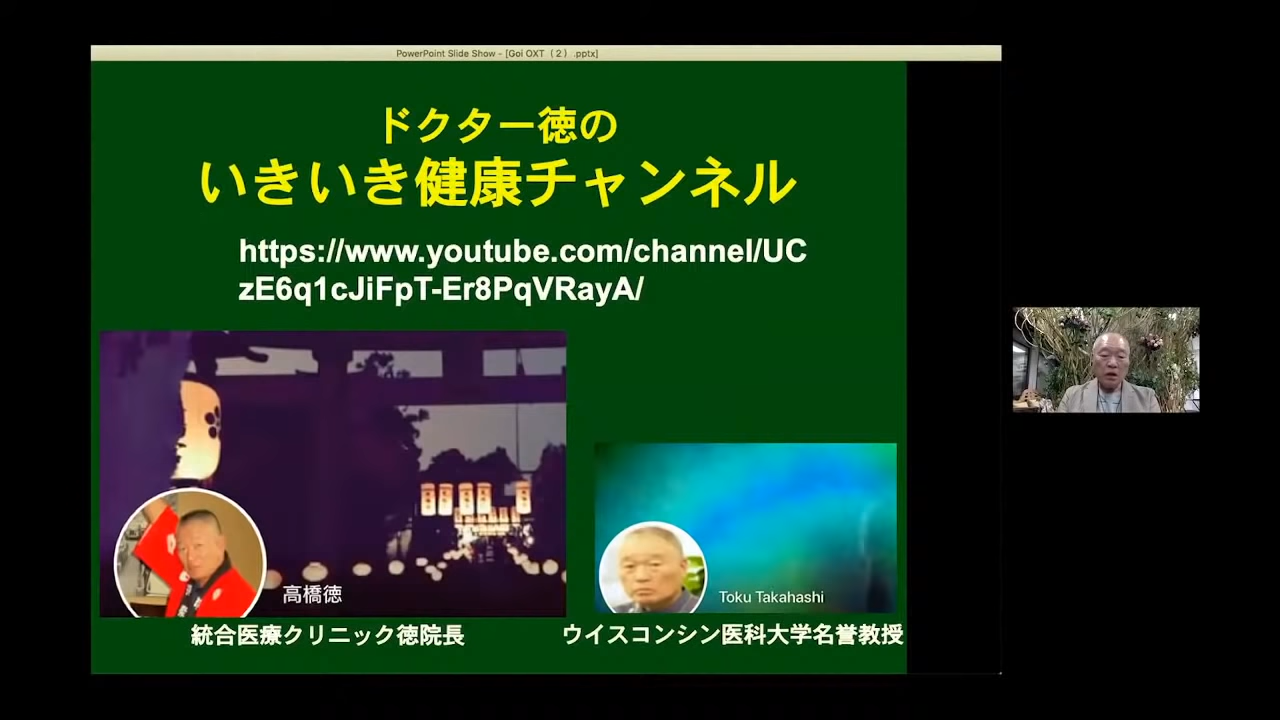 PowerPoint Slide Show - [Goi OXT（2）.pptx]
ドクター徳の
いきいき健康チャンネル
https://www.youtube.com/channel/UC
zE6q1cJiFpT-Er8PqVRayA/
高橋徳
Toku Takahashi
統合医療クリニック徳院長
ウイスコンシン医科大学名誉教授